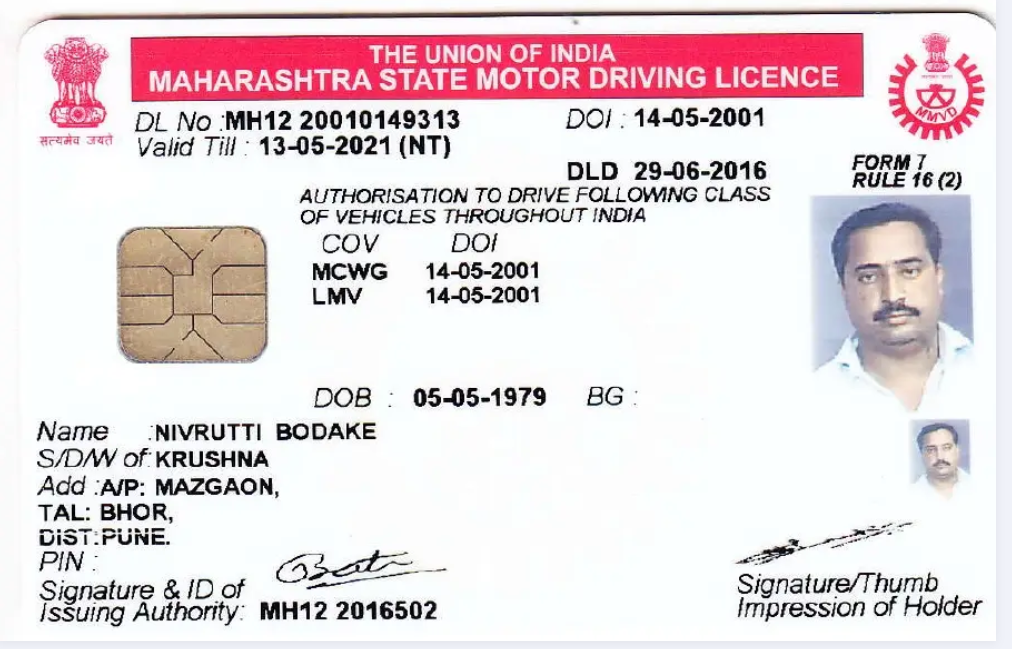 THE UNION OF INDIA
MAHARASHTRA STATE MOTOR DRIVING LICENCE
सत्यमेव जयते
MMVD
DL No :MH12 20010149313 DOI : 14-05-2001
Valid Till : 13-05-2021 (NT)
DLD 29-06-2016
FORM 7
RULE 16 (2)
AUTHORISATION TO DRIVE FOLLOWING CLASS
OF VEHICLES THROUGHOUT INDIA
COV DOI
MCWG 14-05-2001
LMV 14-05-2001
DOB : 05-05-1979 BG :
Name :NIVRUTTI BODAKE
S/D/W of:KRUSHNA
Add :A/P: MAZGAON,
TAL: BHOR,
DIST:PUNE.
PIN :
Signature & ID of
Issuing Authority: MH12 2016502
Signature/Thumb
Impression of Holder